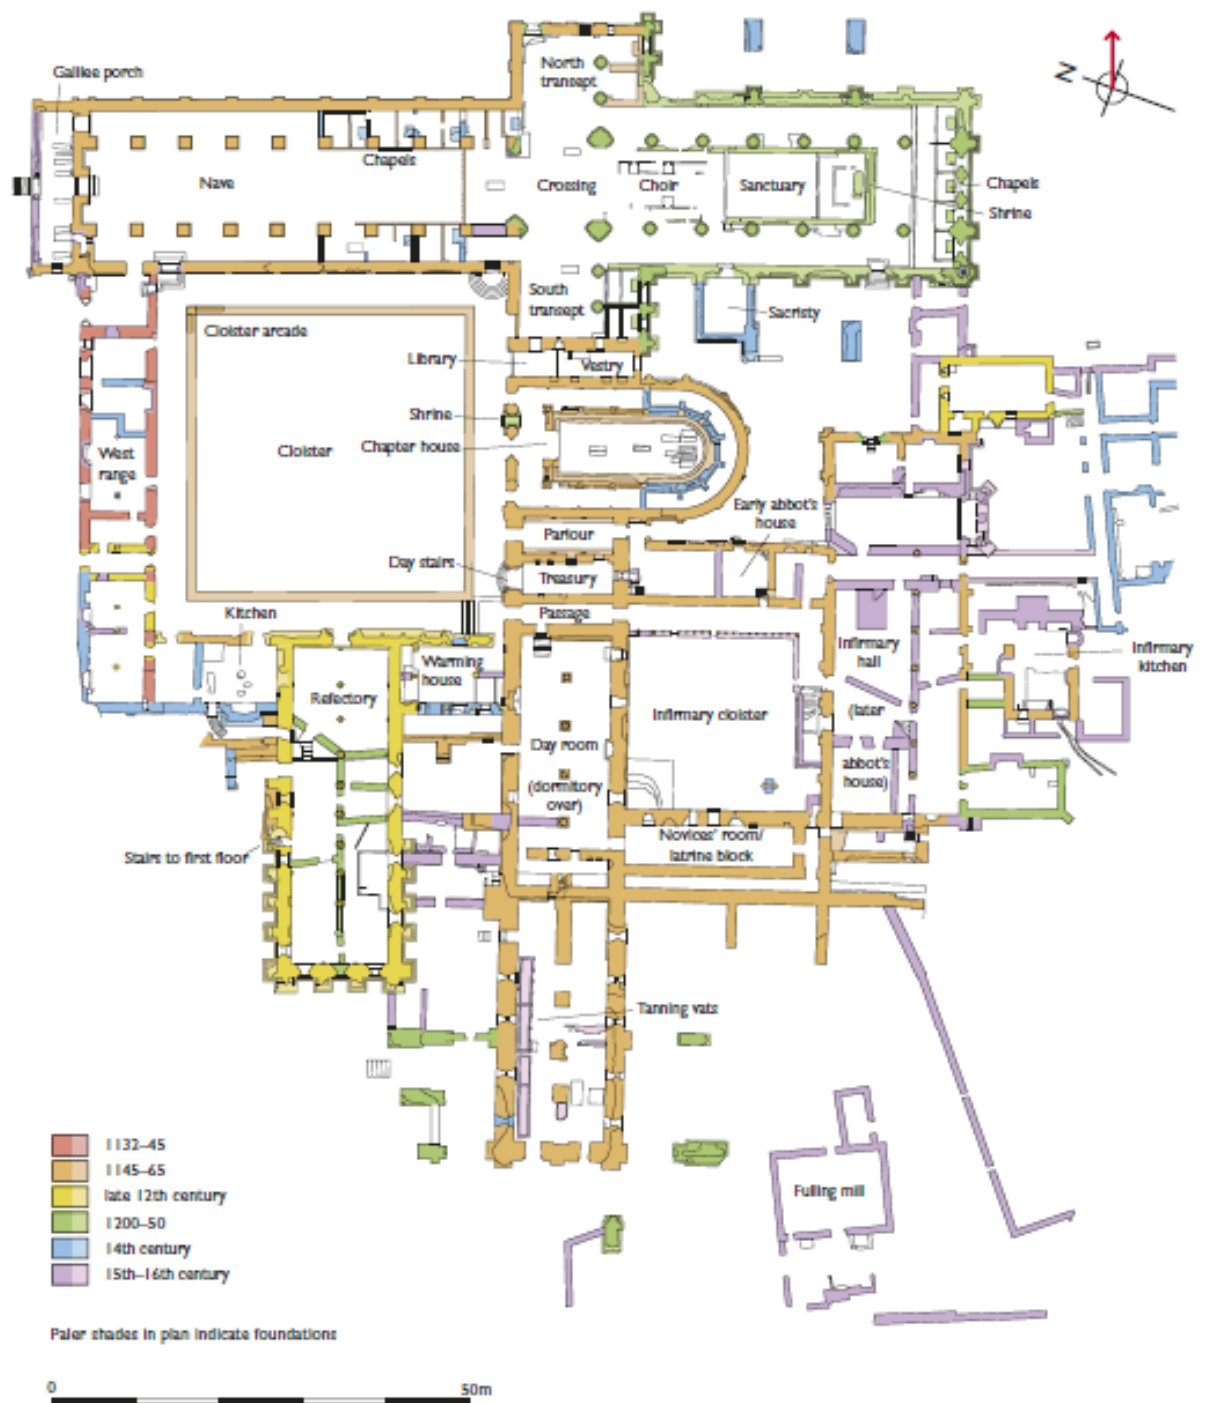 Galilee porch
North
transept
N
Nave
Chapels
Crossing
Choir
Sanctuary
Chapels
Shrine
South
transept
Sacristy
Cloister arcade
Library
Vestry
Shrine
Chapter house
Cloister
West
range
Early abbot's
house
Parlour
Day stairs
Treasury
Kitchen
Passage
Warming
house
Infirmary
hall
Infirmary
kitchen
Refectory
Infirmary cloister
(later
abbot's
house)
Day room
(dormitory
over)
Novices' room/
latrine block
Stairs to first floor
Tanning vats
Fulling mill
1132–45
1145–65
late 12th century
1200–50
14th century
15th–16th century
Paler shades in plan indicate foundations
0
50m